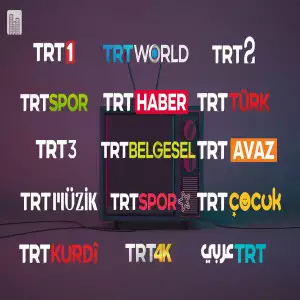 TRT 1
TRT WORLD
TRT 2
TRT SPOR
TRT HABER
TRT TÜRK
TRT 3
TRT BELGESEL
TRT AVAZ
TRT MÜZİK
TRT SPOR
TRT çocuk
TRT KURDÎ
TRT 4K
TRT عربي